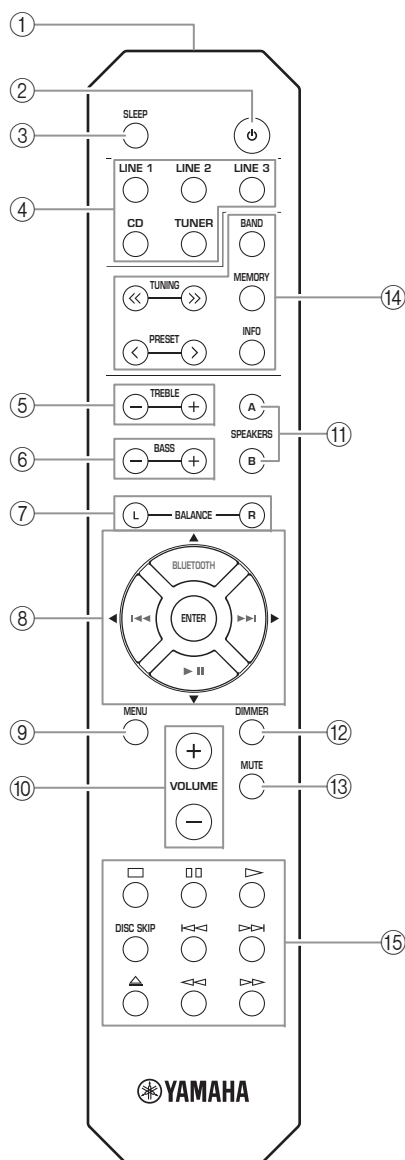 ①
②
SLEEP
③
LINE 1 LINE 2 LINE 3
④
CD TUNER BAND
TUNING MEMORY
⑭
PRESET INFO
TREBLE A
⑤
SPEAKERS ⑪
BASS
⑥ B
⑦ L BALANCE R
BLUETOOTH
⑧ ENTER
MENU DIMMER
⑨ ⑫
MUTE
⑩ VOLUME ⑬
DISC SKIP
⑮
YAMAHA